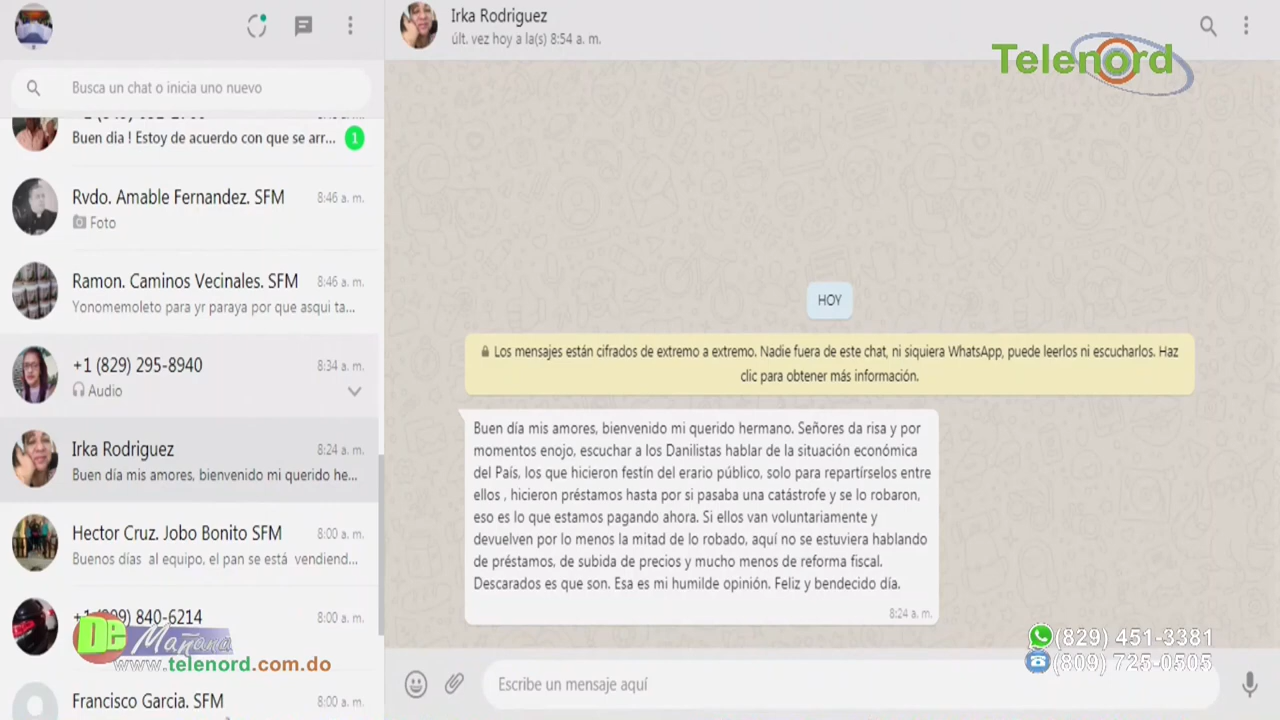 Busca un chat o inicia uno nuevo
Buen dia ! Estoy de acuerdo con que se arr...
1
Rvdo. Amable Fernandez. SFM
8:46 a. m.
Foto
Ramon. Caminos Vecinales. SFM
8:46 a. m.
Yonomemoleto para yr paraya por que asqui ta...
+1 (829) 295-8940
8:34 a. m.
Audio
Irka Rodriguez
8:24 a. m.
Buen día mis amores, bienvenido mi querido he...
Hector Cruz. Jobo Bonito SFM
8:00 a. m.
Buenos días al equipo, el pan se está vendiend...
+1 (809) 840-6214
8:00 a. m.
De Mañana
www.telenord.com.do
Francisco Garcia. SFM
8:00 a. m.
Irka Rodriguez
últ. vez hoy a la(s) 8:54 a. m.
Telenord
HOY
Los mensajes están cifrados de extremo a extremo. Nadie fuera de este chat, ni siquiera WhatsApp, puede leerlos ni escucharlos. Haz
clic para obtener más información.
Buen día mis amores, bienvenido mi querido hermano. Señores da risa y por
momentos enojo, escuchar a los Danilistas hablar de la situación económica
del País, los que hicieron festín del erario público, solo para repartírselos entre
ellos , hicieron préstamos hasta por si pasaba una catástrofe y se lo robaron,
eso es lo que estamos pagando ahora. Si ellos van voluntariamente y
devuelven por lo menos la mitad de lo robado, aquí no se estuviera hablando
de préstamos, de subida de precios y mucho menos de reforma fiscal.
Descarados es que son. Esa es mi humilde opinión. Feliz y bendecido día.
8:24 a. m.
(829) 451-3381
(809) 725-0505
Escribe un mensaje aquí